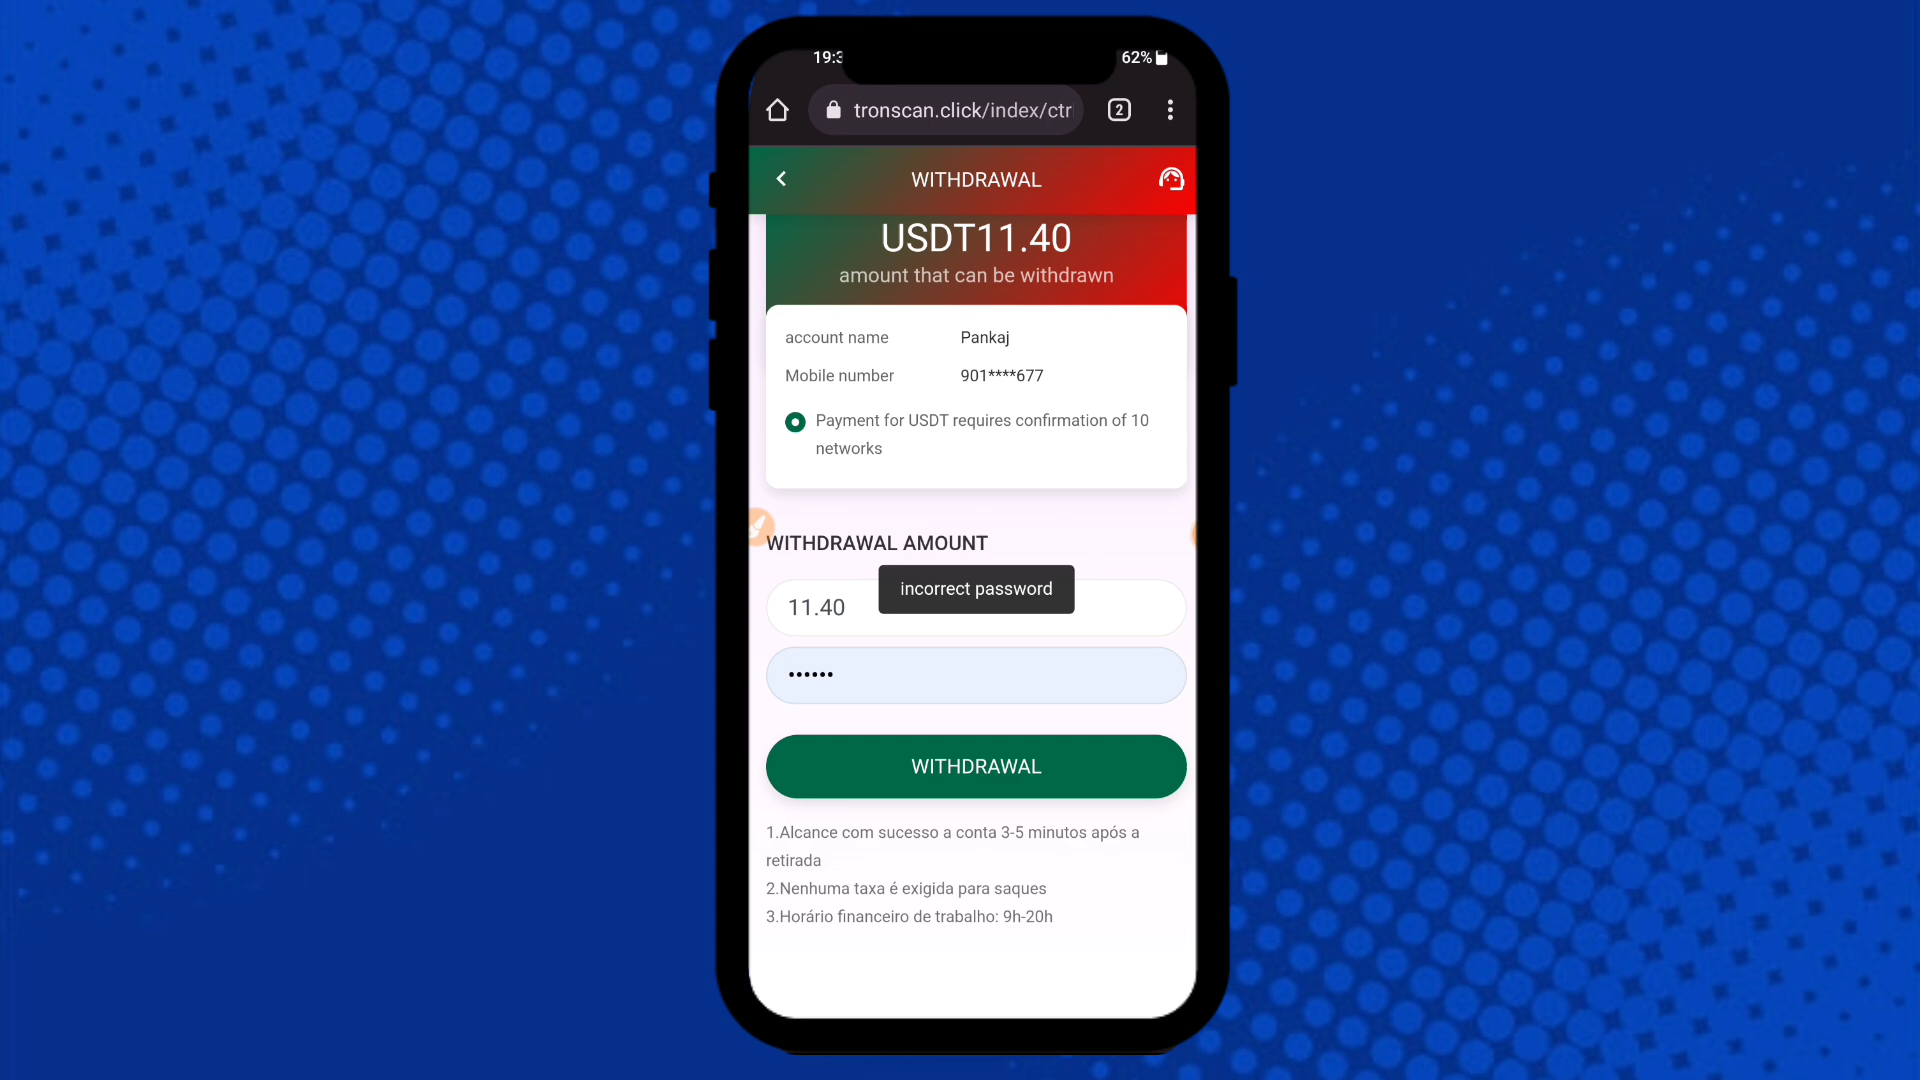 19:3
62%
tronscan.click/index/ctr
2
WITHDRAWAL
USDT11.40
amount that can be withdrawn
account name Pankaj
Mobile number 901****677
Payment for USDT requires confirmation of 10
networks
WITHDRAWAL AMOUNT
incorrect password
11.40
••••••
WITHDRAWAL
1.Alcance com sucesso a conta 3-5 minutos após a
retirada
2.Nenhuma taxa é exigida para saques
3.Horário financeiro de trabalho: 9h-20h